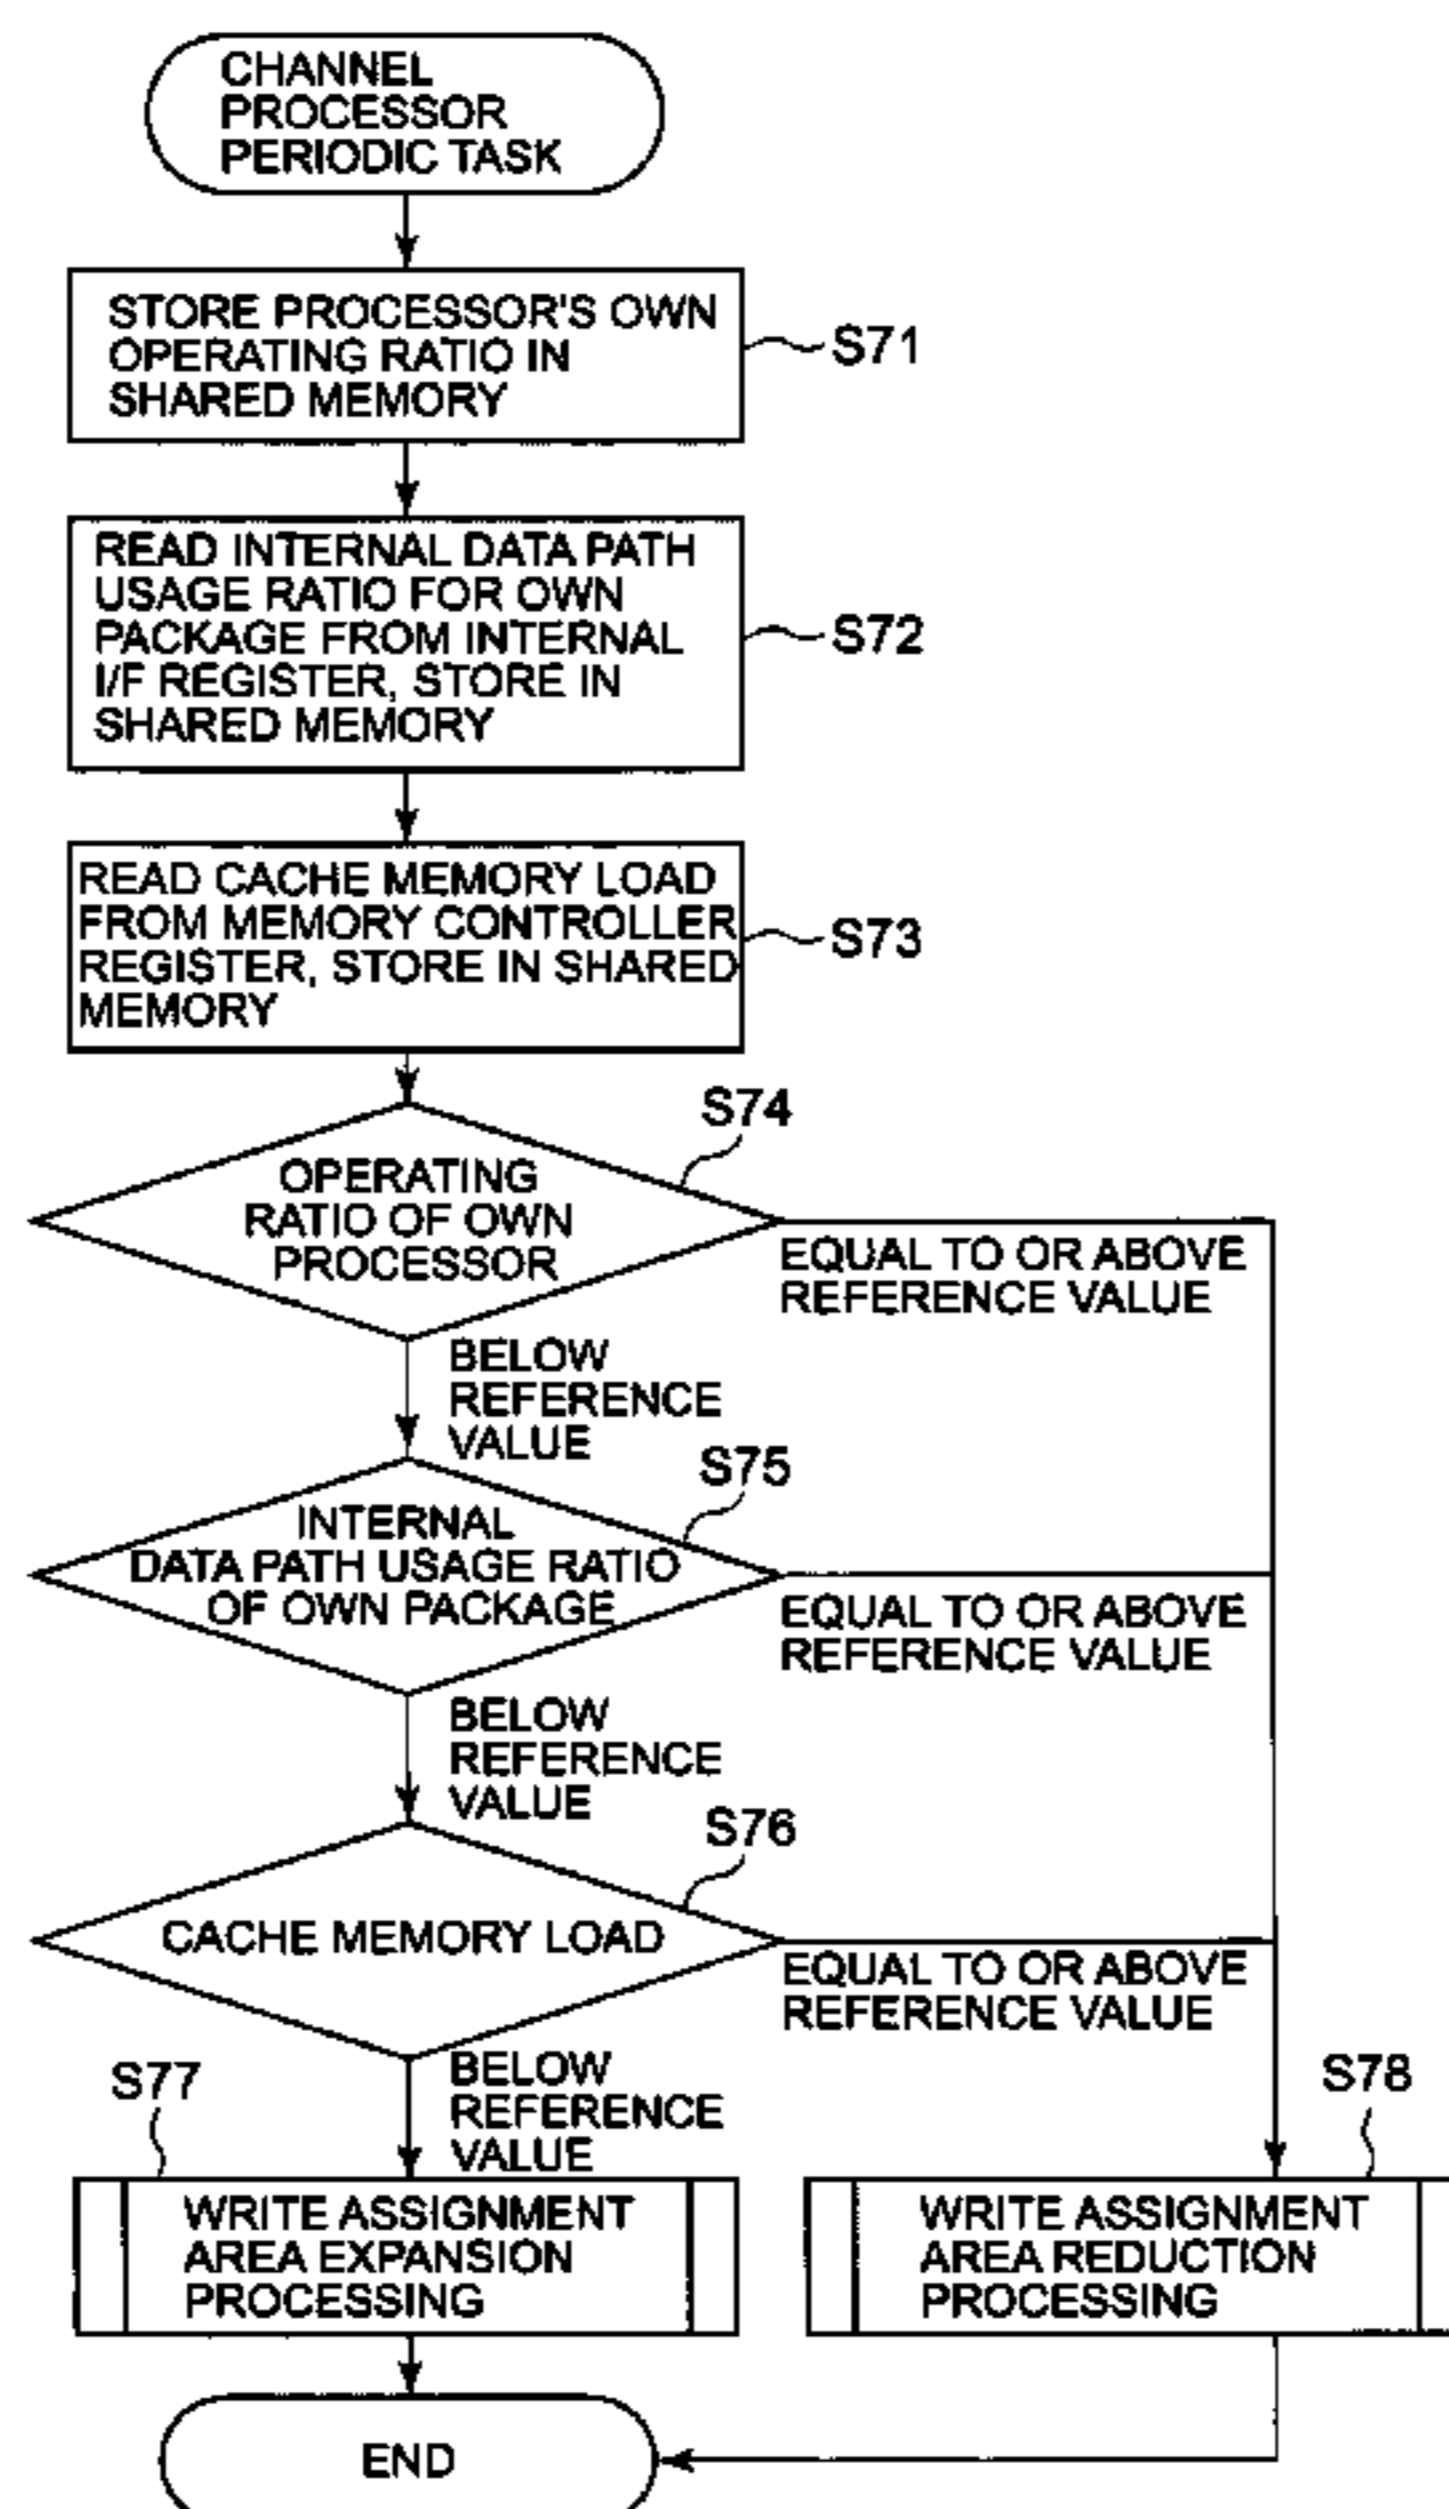 CHANNEL
PROCESSOR
PERIODIC TASK
STORE PROCESSOR'S OWN
OPERATING RATIO IN
SHARED MEMORY
S71
READ INTERNAL DATA PATH
USAGE RATIO FOR OWN
PACKAGE FROM INTERNAL
I/F REGISTER, STORE IN
SHARED MEMORY
S72
READ CACHE MEMORY LOAD
FROM MEMORY CONTROLLER
REGISTER, STORE IN SHARED
MEMORY
S73
S74
OPERATING
RATIO OF OWN
PROCESSOR
EQUAL TO OR ABOVE
REFERENCE VALUE
BELOW
REFERENCE
VALUE
S75
INTERNAL
DATA PATH USAGE RATIO
OF OWN PACKAGE
EQUAL TO OR ABOVE
REFERENCE VALUE
BELOW
REFERENCE
VALUE
S76
CACHE MEMORY LOAD
EQUAL TO OR ABOVE
REFERENCE VALUE
BELOW
REFERENCE
VALUE
S77
WRITE ASSIGNMENT
AREA EXPANSION
PROCESSING
S78
WRITE ASSIGNMENT
AREA REDUCTION
PROCESSING
END